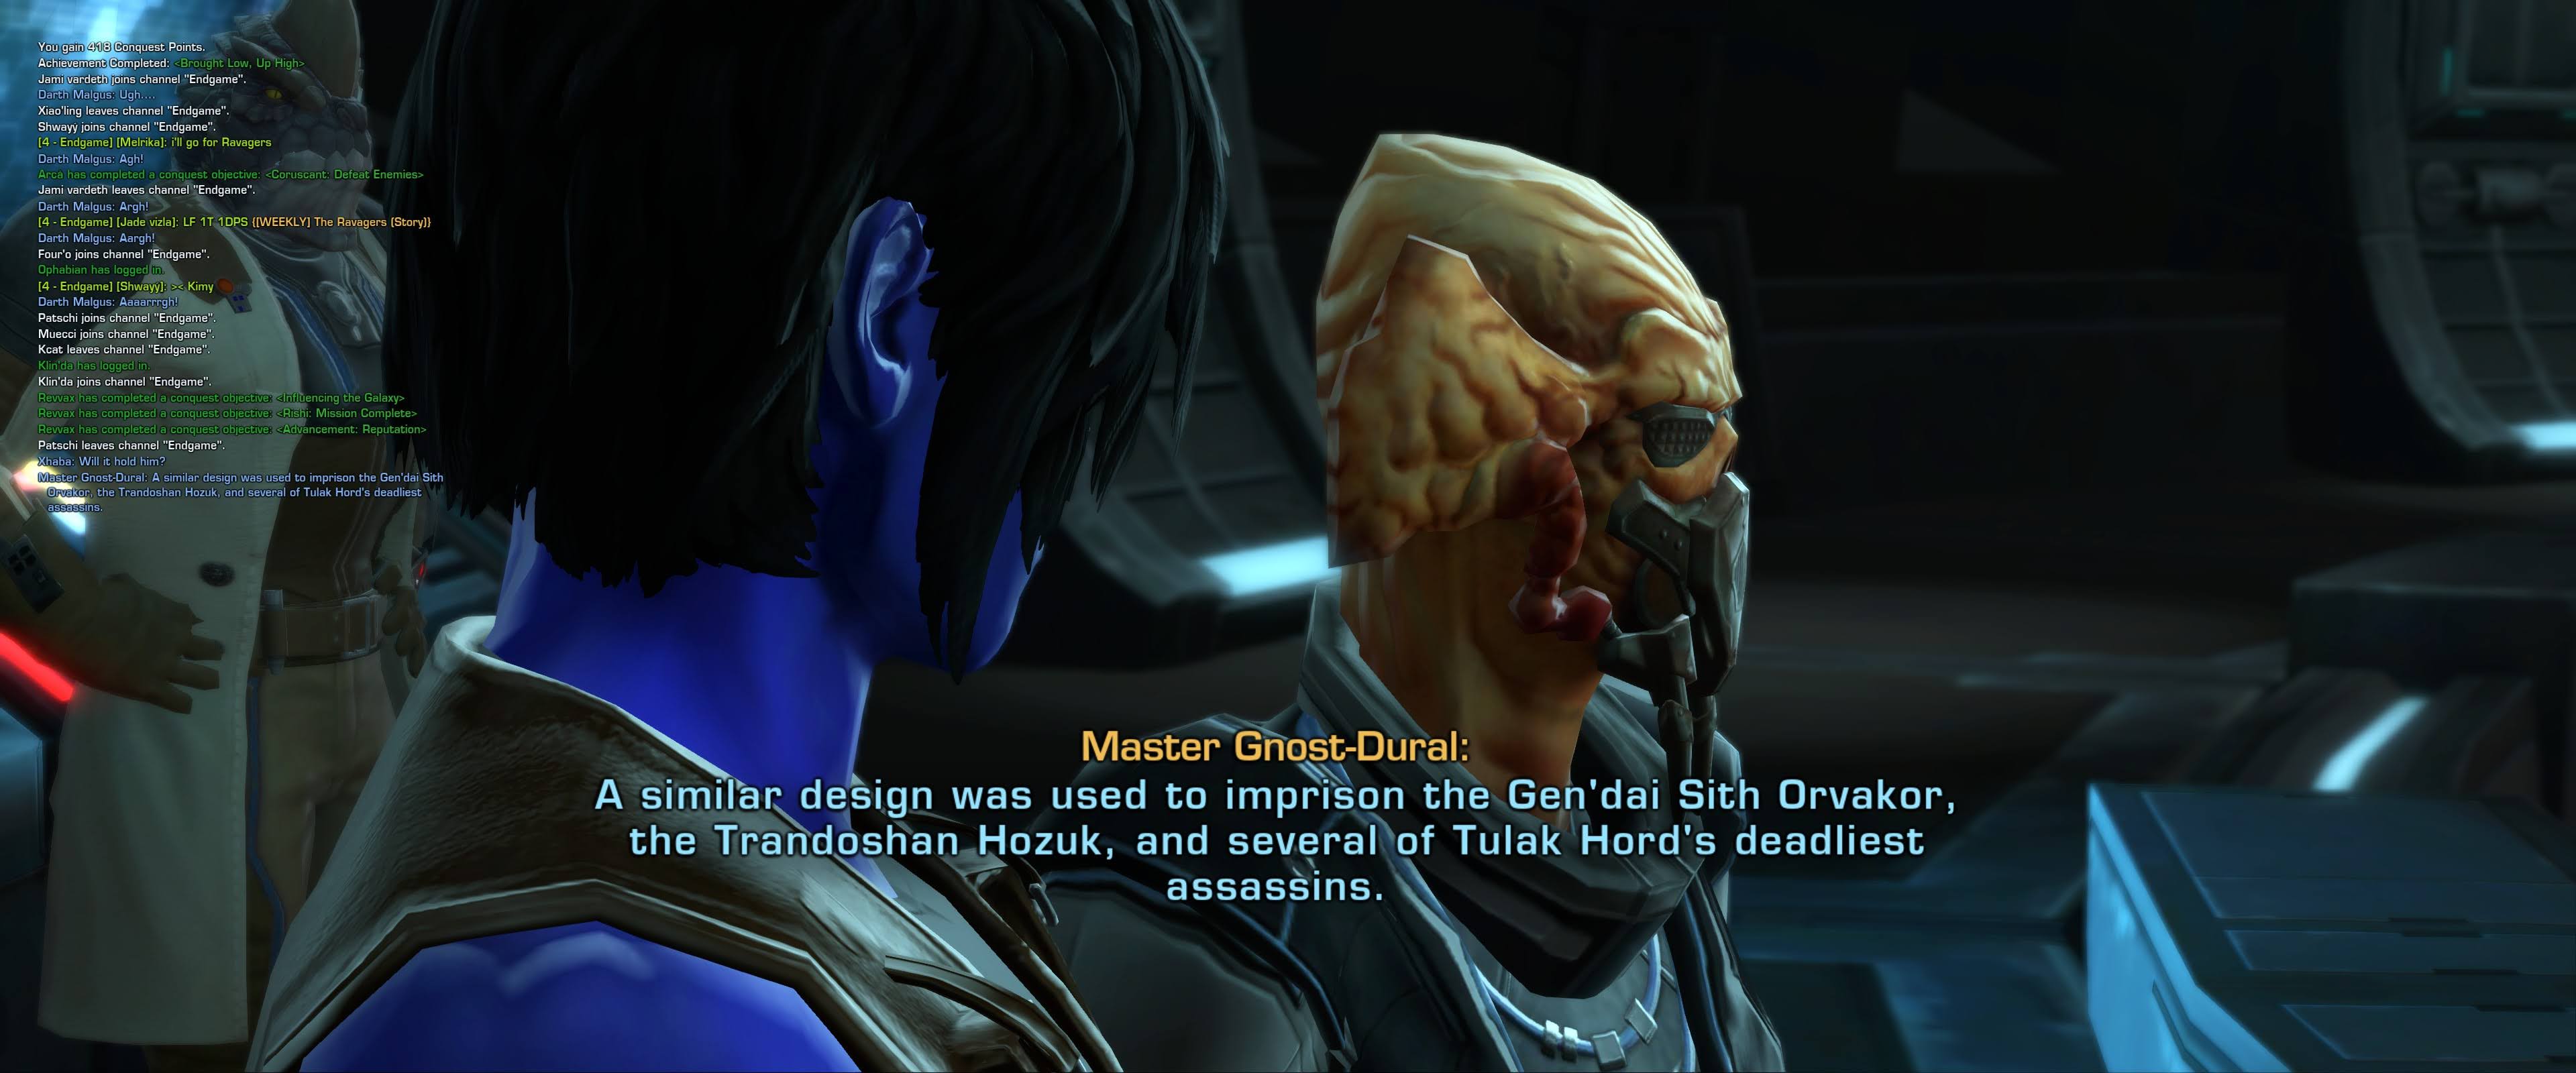 You gain 418 Conquest Points.
Achievement Completed: <Brought Low, Up High>
Jami vardeth joins channel "Endgame".
Darth Malgus: Ugh....
Xiao'ling leaves channel "Endgame".
Shwayy joins channel "Endgame".
[4 - Endgame] [Melrika]: i'll go for Ravagers
Darth Malgus: Agh!
Arca has completed a conquest objective: <Coruscant: Defeat Enemies>
Jami vardeth leaves channel "Endgame".
Darth Malgus: Argh!
[4 - Endgame] [Jade vizla]: LF 1T 1DPS {[WEEKLY] The Ravagers (Story)}
Darth Malgus: Aargh!
Four'o joins channel "Endgame".
Ophabian has logged in.
[4 - Endgame] [Shwayy]: >< Kimy
Darth Malgus: Aaaarrrgh!
Patschi joins channel "Endgame".
Muecci joins channel "Endgame".
Kcat leaves channel "Endgame".
Klin'da has logged in.
Klin'da joins channel "Endgame".
Revvax has completed a conquest objective: <Influencing the Galaxy>
Revvax has completed a conquest objective: <Rishi: Mission Complete>
Revvax has completed a conquest objective: <Advancement: Reputation>
Patschi leaves channel "Endgame".
Xhaba: Will it hold him?
Master Gnost-Dural: A similar design was used to imprison the Gen'dai Sith
Orvakor, the Trandoshan Hozuk, and several of Tulak Hord's deadliest
assassins.
Master Gnost-Dural:
A similar design was used to imprison the Gen'dai Sith Orvakor,
the Trandoshan Hozuk, and several of Tulak Hord's deadliest
assassins.